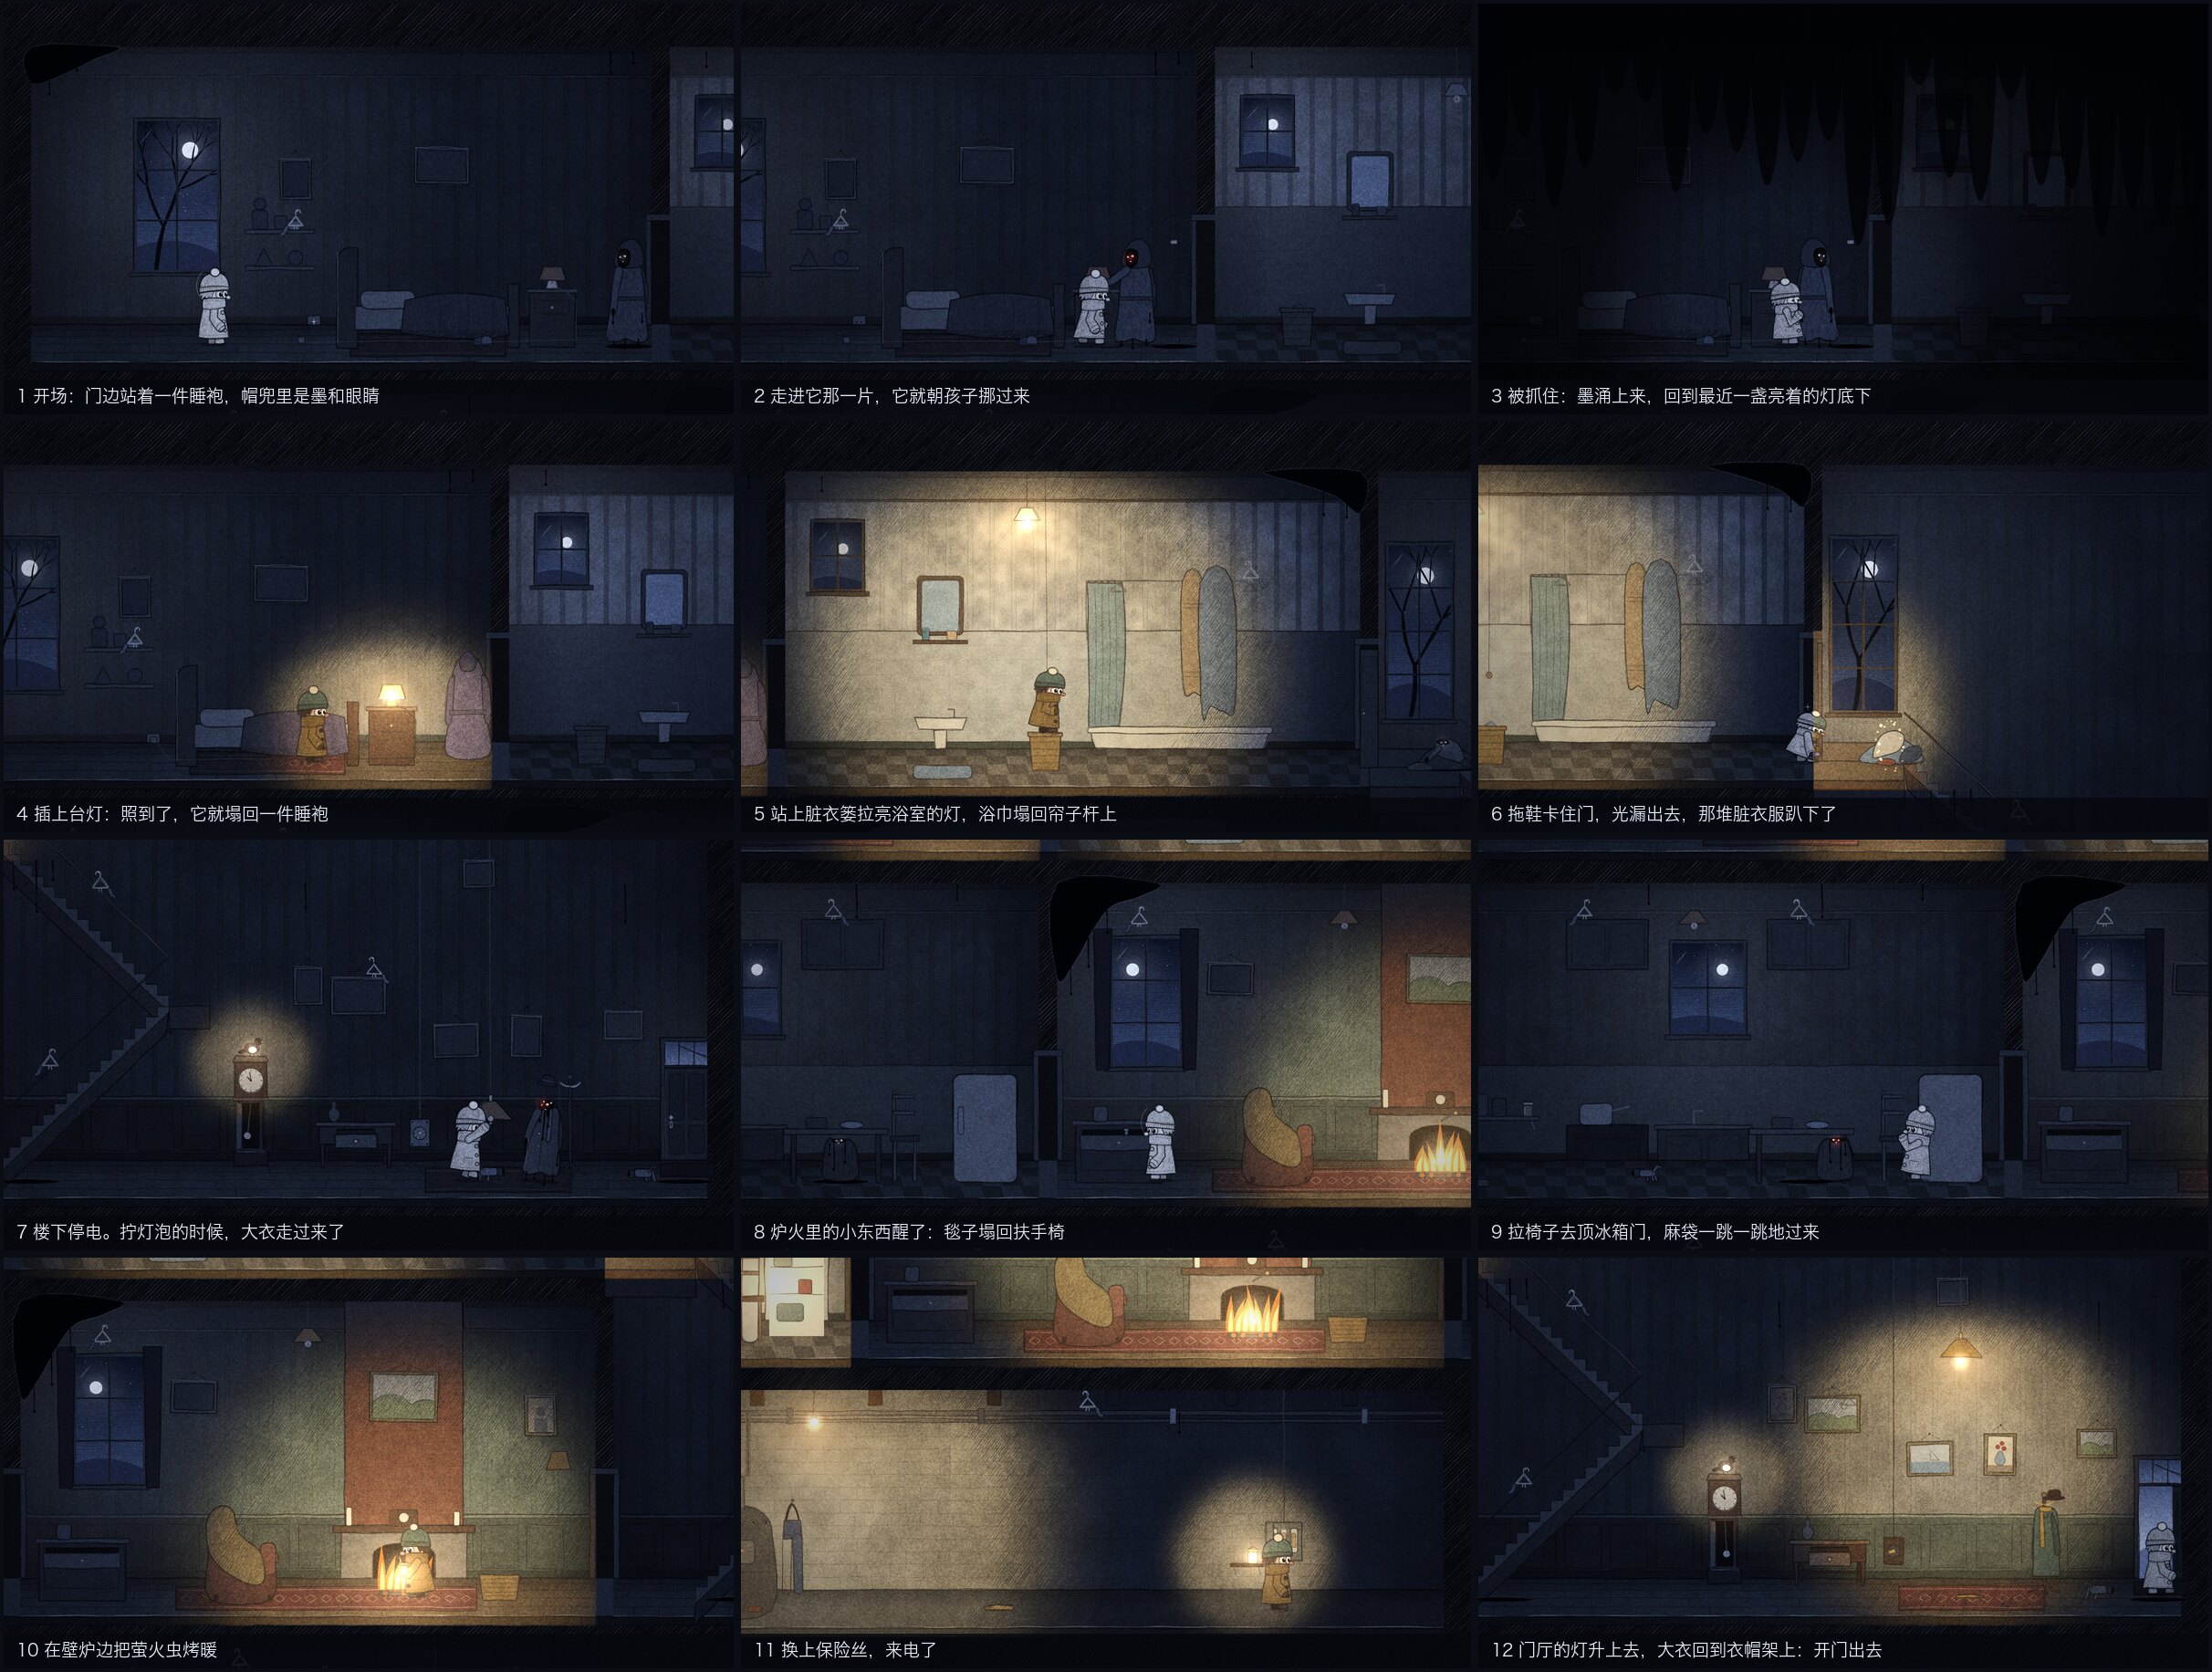 1 开场：门边站着一件睡袍，帽兜里是墨和眼睛
2 走进它那一片，它就朝孩子挪过来
3 被抓住：墨涌上来，回到最近一盏亮着的灯底下
4 插上台灯：照到了，它就塌回一件睡袍
5 站上脏衣篓拉亮浴室的灯，浴巾塌回帘子杆上
6 拖鞋卡住门，光漏出去，那堆脏衣服趴下了
7 楼下停电。拧灯泡的时候，大衣走过来了
8 炉火里的小东西醒了：毯子塌回扶手椅
9 拉椅子去顶冰箱门，麻袋一跳一跳地过来
10 在壁炉边把萤火虫烤暖
11 换上保险丝，来电了
12 门厅的灯升上去，大衣回到衣帽架上：开门出去